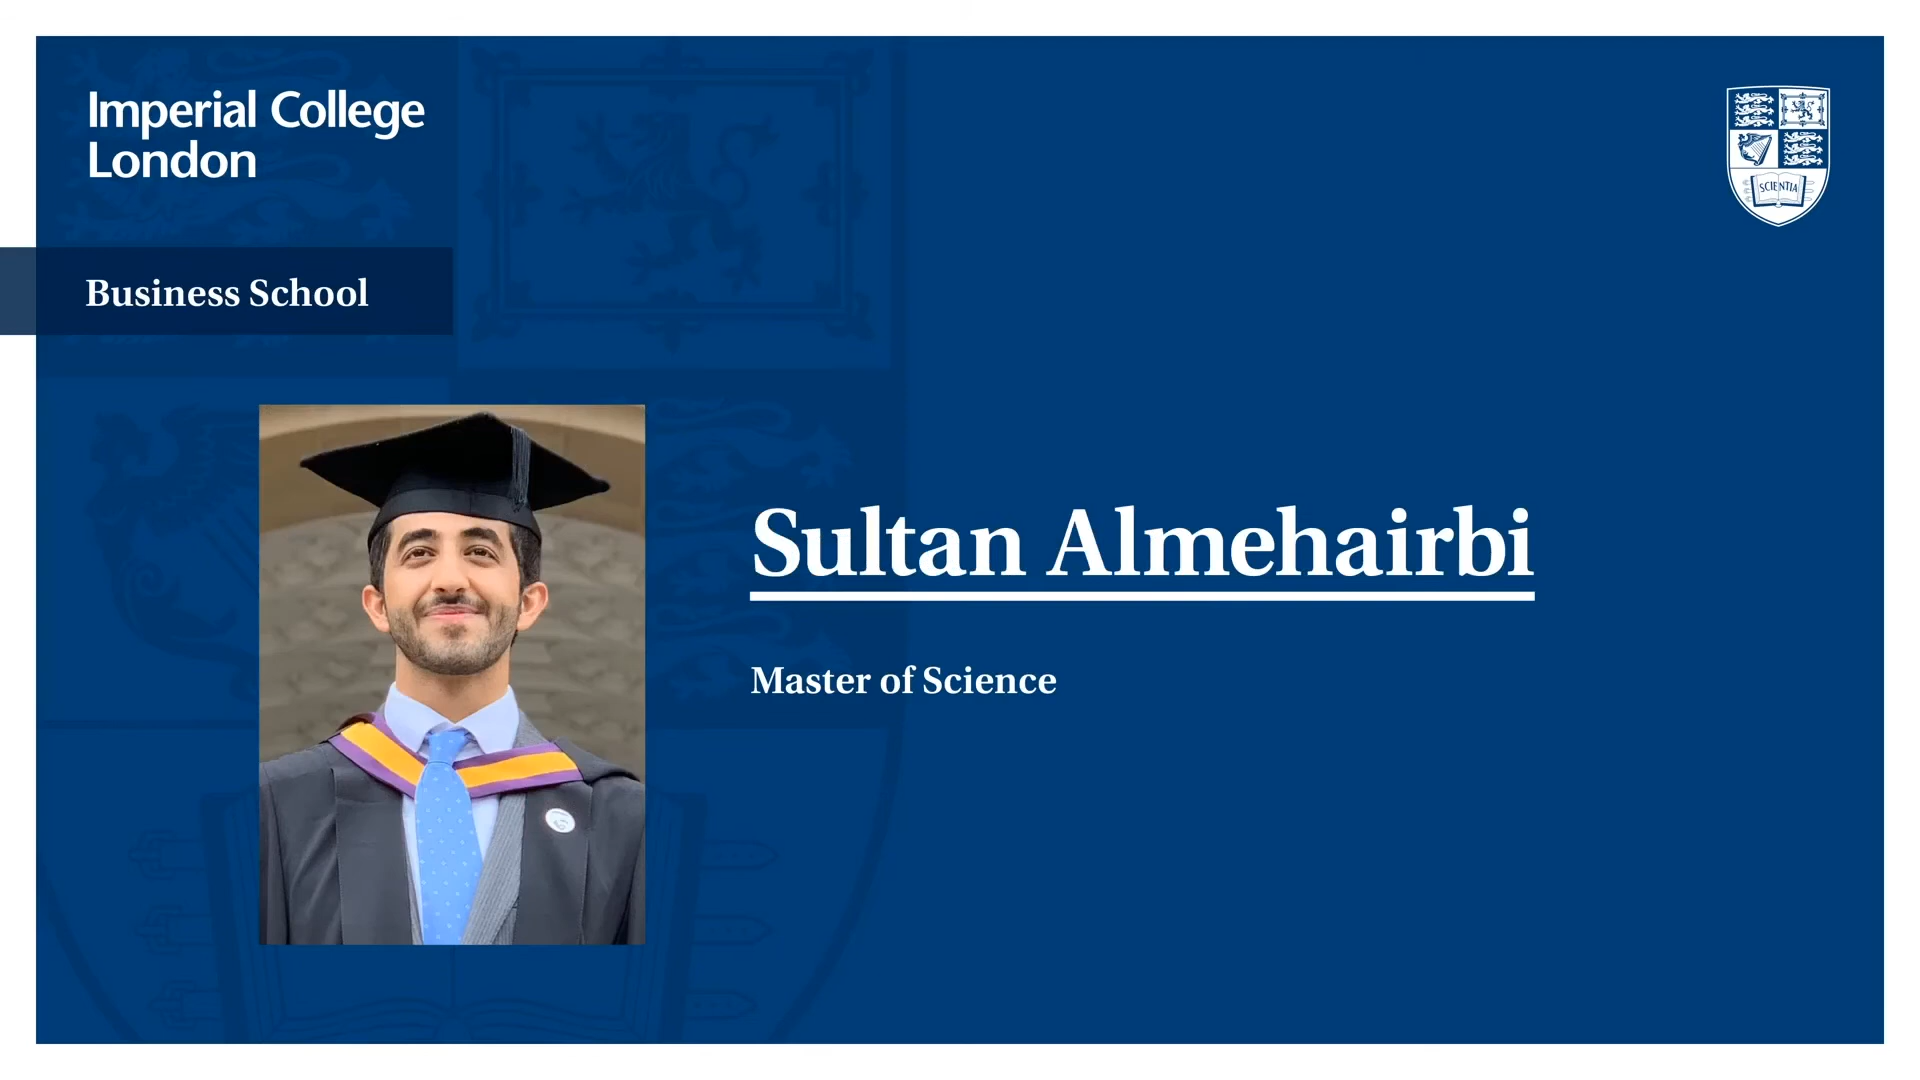 Imperial College
London
SCIENTIA
Business School
Sultan Almehairbi
Master of Science